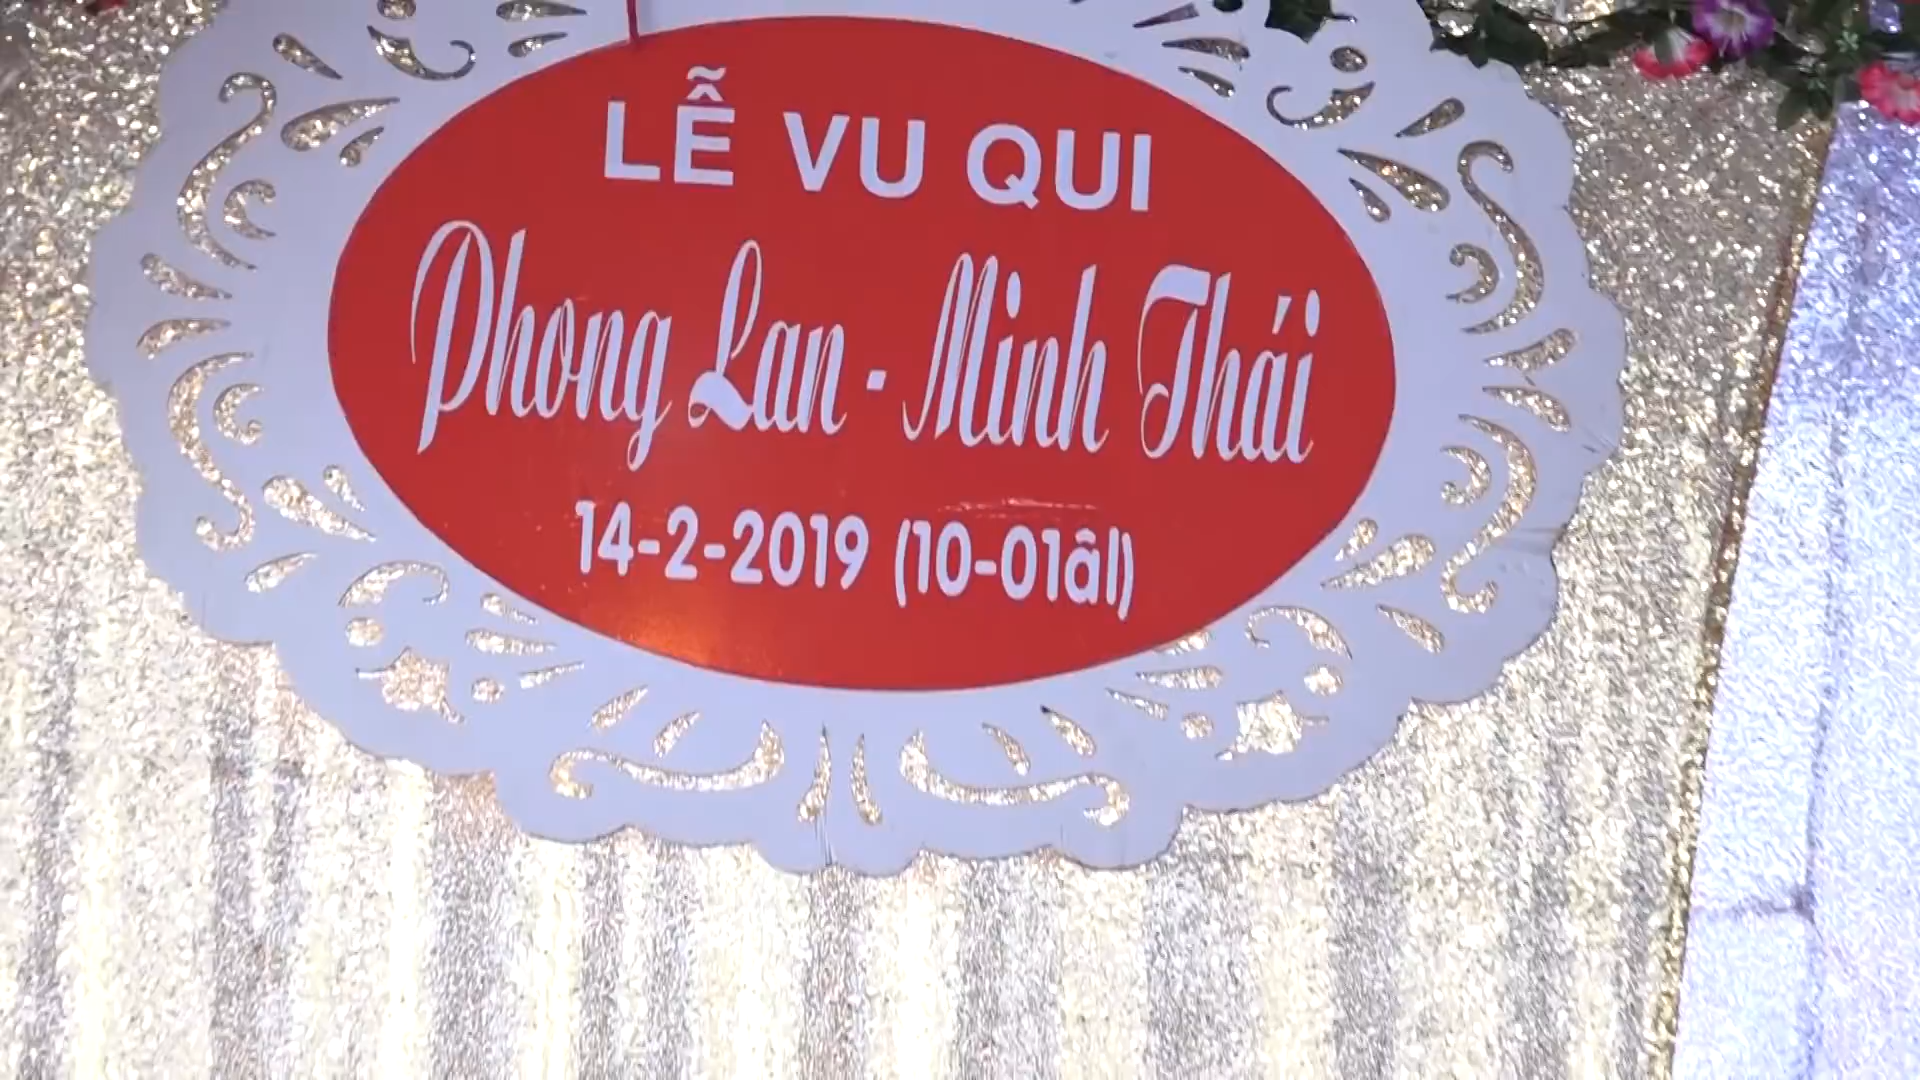 LỄ VU QUI
Phong Lan - Minh Thái
14-2-2019 (10-01âl)